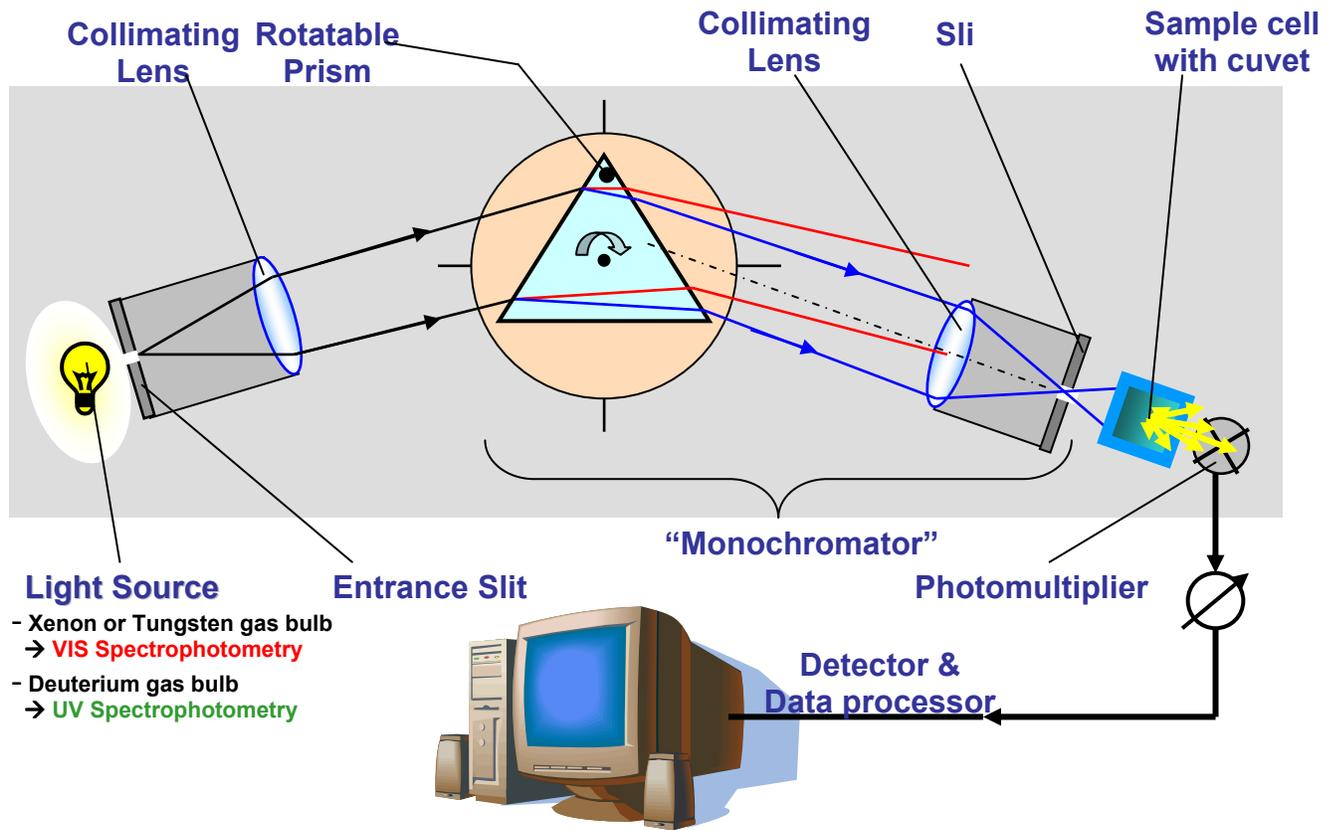 Collimating
Lens
Rotatable
Prism
Collimating
Lens
Sli
Sample cell
with cuvet
“Monochromator”
Light Source
- Xenon or Tungsten gas bulb
→ VIS Spectrophotometry
- Deuterium gas bulb
→ UV Spectrophotometry
Entrance Slit
Photomultiplier
Detector &
Data processor